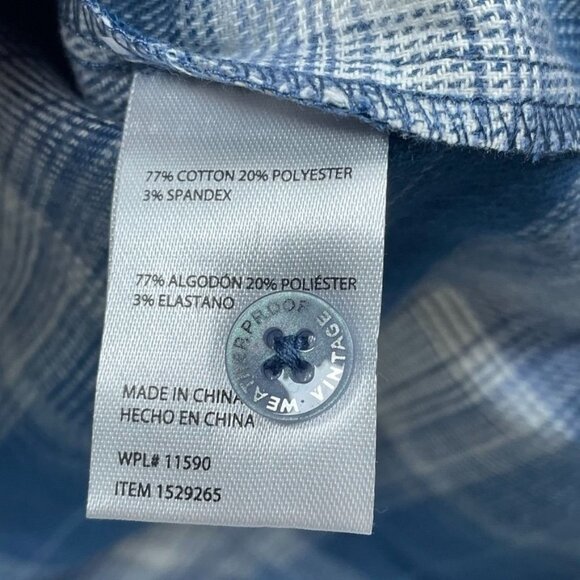 77% COTTON 20% POLYESTER
3% SPANDEX
77% ALGODÓN 20% POLIÉSTER
3% ELASTANO
WEATHERPROOF · VINTAGE
MADE IN CHINA
HECHO EN CHINA
WPL# 11590
ITEM 1529265